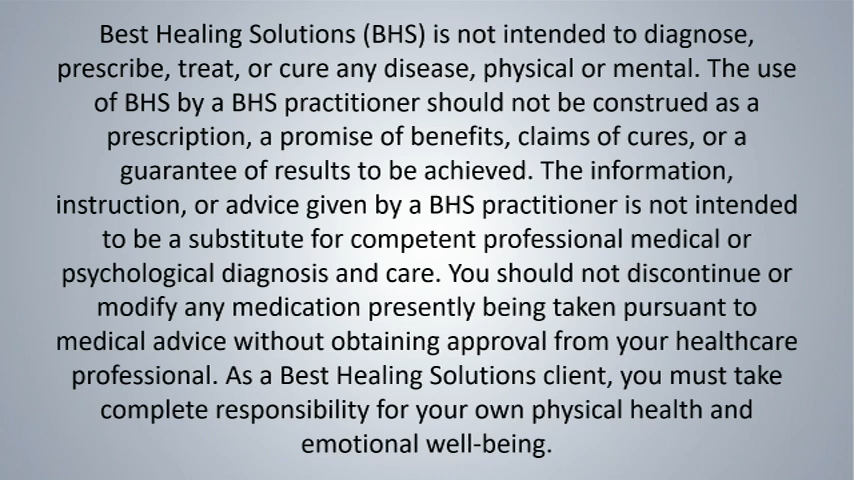 Best Healing Solutions (BHS) is not intended to diagnose,
prescribe, treat, or cure any disease, physical or mental. The use
of BHS by a BHS practitioner should not be construed as a
prescription, a promise of benefits, claims of cures, or a
guarantee of results to be achieved. The information,
instruction, or advice given by a BHS practitioner is not intended
to be a substitute for competent professional medical or
psychological diagnosis and care. You should not discontinue or
modify any medication presently being taken pursuant to
medical advice without obtaining approval from your healthcare
professional. As a Best Healing Solutions client, you must take
complete responsibility for your own physical health and
emotional well-being.